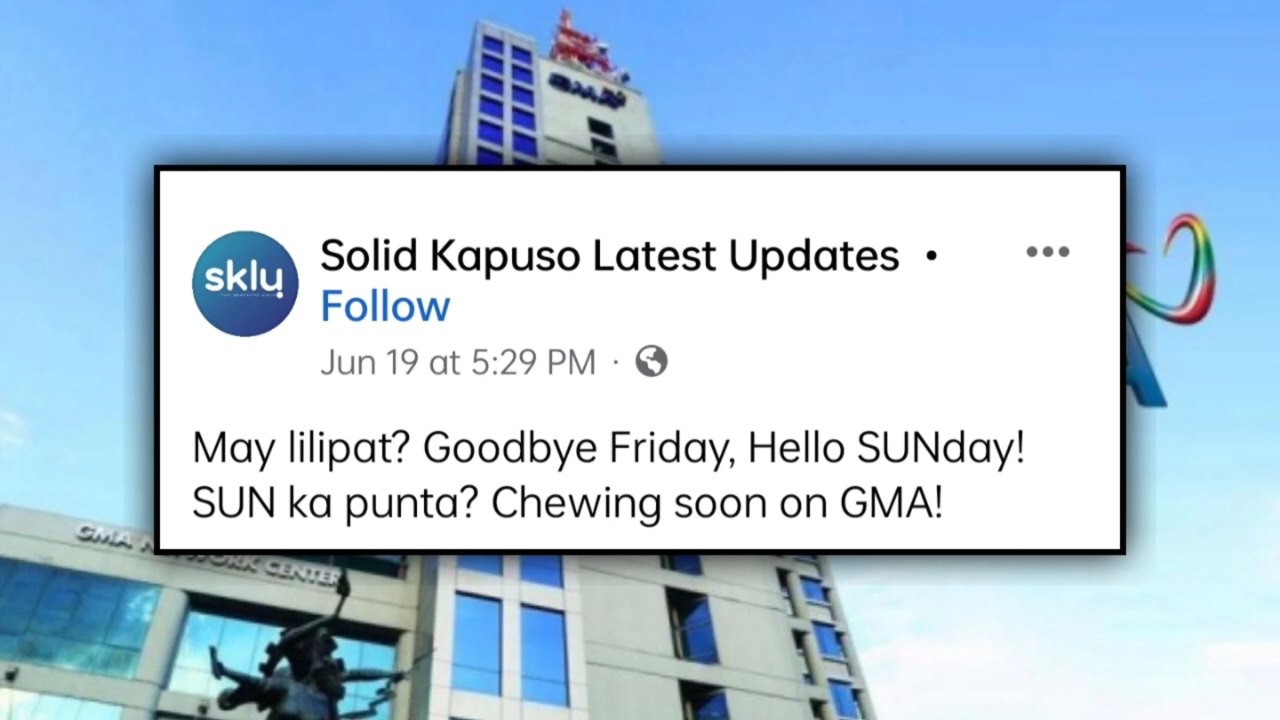 GMA
sklu
Solid Kapuso Latest Updates •
Follow
Jun 19 at 5:29 PM ·
May lilipat? Goodbye Friday, Hello SUNday!
SUN ka punta? Chewing soon on GMA!
GMA NETWORK CENTER